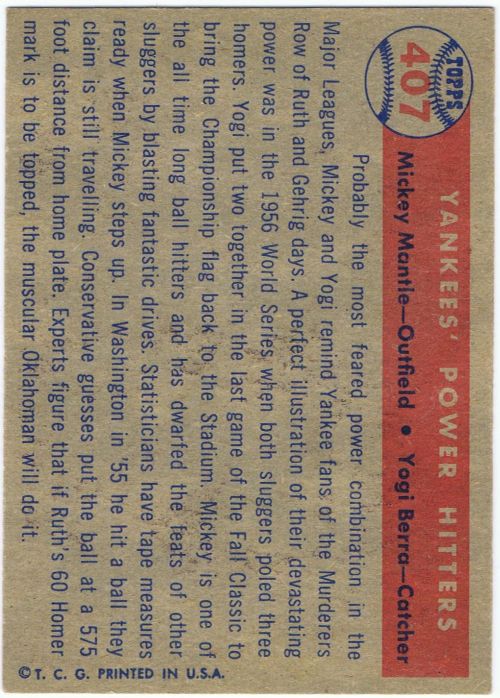 TOPPS
407
YANKEES' POWER HITTERS
Mickey Mantle—Outfield • Yogi Berra—Catcher
Probably the most feared power combination in the
Major Leagues, Mickey and Yogi remind Yankee fans of the Murderers
Row of Ruth and Gehrig days. A perfect illustration of their devastating
power was in the 1956 World Series when both sluggers poled three
homers. Yogi put two together in the last game of the Fall Classic to
bring the Championship flag back to the Stadium. Mickey is one of
the all time long ball hitters and has dwarfed the feats of other
sluggers by blasting fantastic drives. Statisticians have tape measures
ready when Mickey steps up. In Washington in '55 he hit a ball they
claim is still travelling. Conservative guesses put the ball at a 575
foot distance from home plate. Experts figure that if Ruth's 60 Homer
mark is to be topped, the muscular Oklahoman will do it.
© T. C. G. PRINTED IN U.S.A.